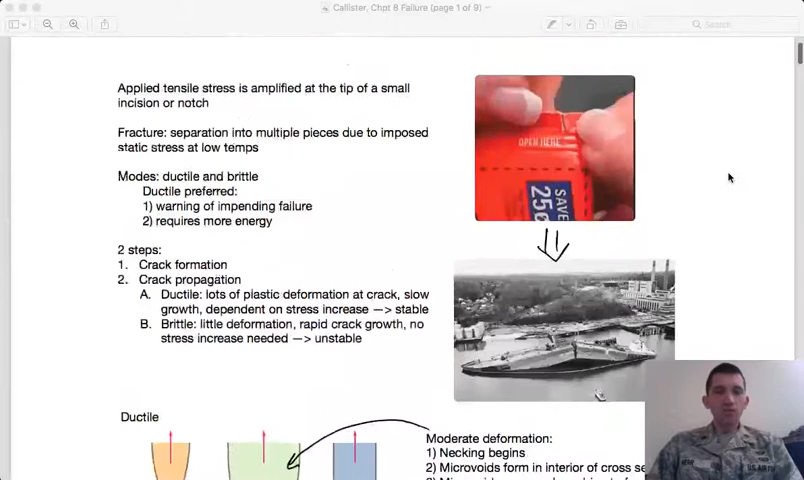 Callister, Chpt 8 Failure (page 1 of 9)
Search
Applied tensile stress is amplified at the tip of a small
incision or notch
Fracture: separation into multiple pieces due to imposed
static stress at low temps
Modes: ductile and brittle
Ductile preferred:
1) warning of impending failure
2) requires more energy
2 steps:
1. Crack formation
2. Crack propagation
A. Ductile: lots of plastic deformation at crack, slow
growth, dependent on stress increase —> stable
B. Brittle: little deformation, rapid crack growth, no
stress increase needed —> unstable
OPEN HERE
SAVE
25¢
Ductile
Moderate deformation:
1) Necking begins
2) Microvoids form in interior of cross se
U.S. AIR F